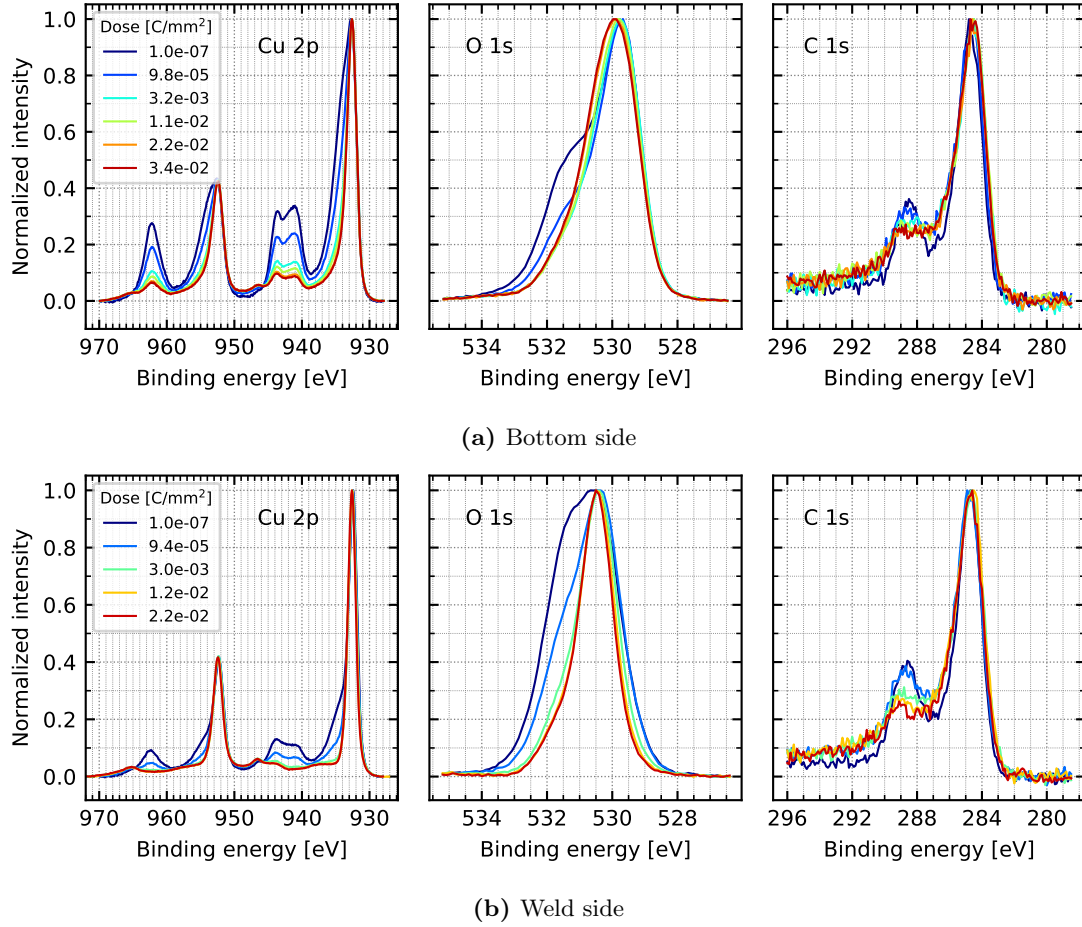 Normalized intensity
1.0
0.8
0.6
0.4
0.2
0.0
Dose [C/mm²]
1.0e-07
9.8e-05
3.2e-03
1.1e-02
2.2e-02
3.4e-02
Cu 2p
970 960 950 940 930
Binding energy [eV]
O 1s
534 532 530 528
Binding energy [eV]
C 1s
296 292 288 284 280
Binding energy [eV]
(a) Bottom side
Normalized intensity
1.0
0.8
0.6
0.4
0.2
0.0
Dose [C/mm²]
1.0e-07
9.4e-05
3.0e-03
1.2e-02
2.2e-02
Cu 2p
970 960 950 940 930
Binding energy [eV]
O 1s
534 532 530 528
Binding energy [eV]
C 1s
296 292 288 284 280
Binding energy [eV]
(b) Weld side